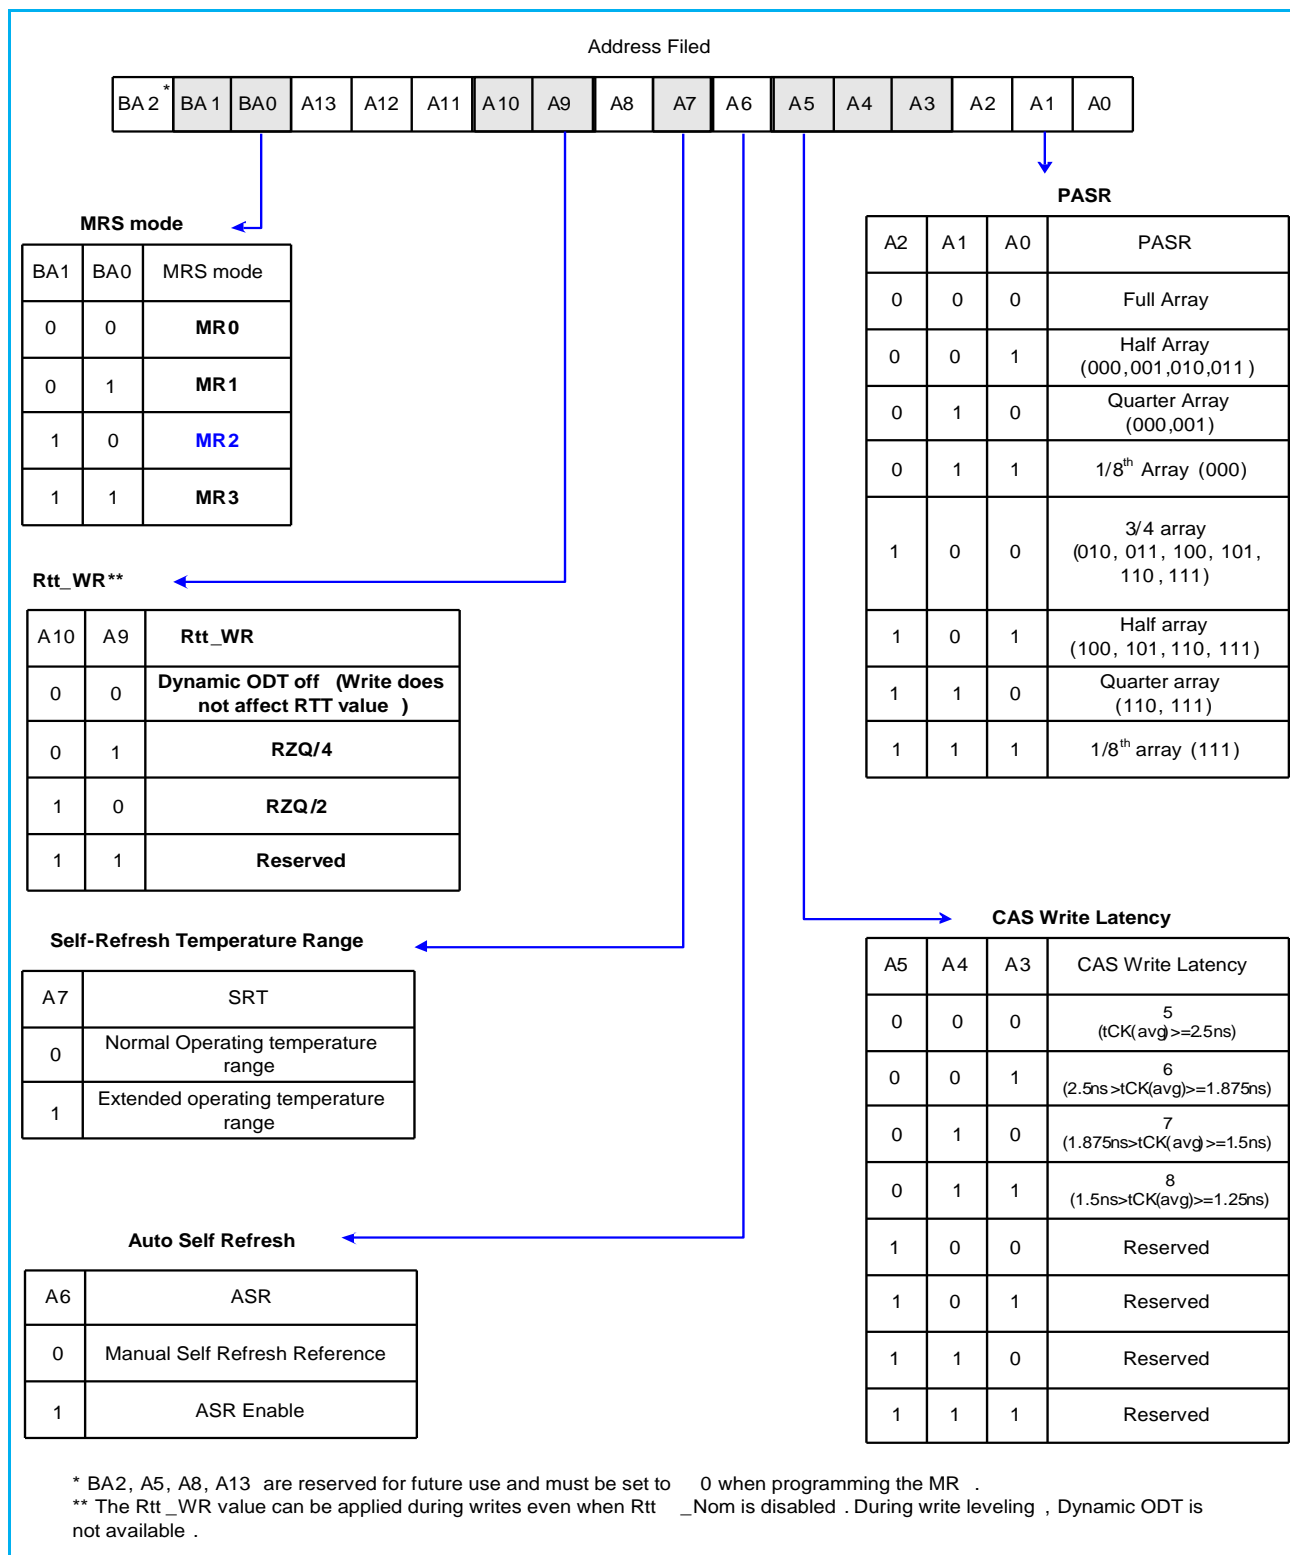 Address Filed
BA2* BA1 BA0 A13 A12 A11 A10 A9 A8 A7 A6 A5 A4 A3 A2 A1 A0
MRS mode
BA1 BA0 MRS mode
0 0 MR0
0 1 MR1
1 0 MR2
1 1 MR3
Rtt_WR**
A10 A9 Rtt_WR
0 0 Dynamic ODT off (Write does
not affect RTT value )
0 1 RZQ/4
1 0 RZQ/2
1 1 Reserved
Self-Refresh Temperature Range
A7 SRT
0 Normal Operating temperature
range
1 Extended operating temperature
range
Auto Self Refresh
A6 ASR
0 Manual Self Refresh Reference
1 ASR Enable
PASR
A2 A1 A0 PASR
0 0 0 Full Array
0 0 1 Half Array
(000,001,010,011)
0 1 0 Quarter Array
(000,001)
0 1 1 1/8th Array (000)
1 0 0 3/4 array
(010, 011, 100, 101,
110, 111)
1 0 1 Half array
(100, 101, 110, 111)
1 1 0 Quarter array
(110, 111)
1 1 1 1/8th array (111)
CAS Write Latency
A5 A4 A3 CAS Write Latency
0 0 0 5
(tCK(avg)>=2.5ns)
0 0 1 6
(2.5ns>tCK(avg)>=1.875ns)
0 1 0 7
(1.875ns>tCK(avg)>=1.5ns)
0 1 1 8
(1.5ns>tCK(avg)>=1.25ns)
1 0 0 Reserved
1 0 1 Reserved
1 1 0 Reserved
1 1 1 Reserved
* BA2, A5, A8, A13 are reserved for future use and must be set to 0 when programming the MR .
** The Rtt_WR value can be applied during writes even when Rtt_Nom is disabled . During write leveling , Dynamic ODT is
not available .